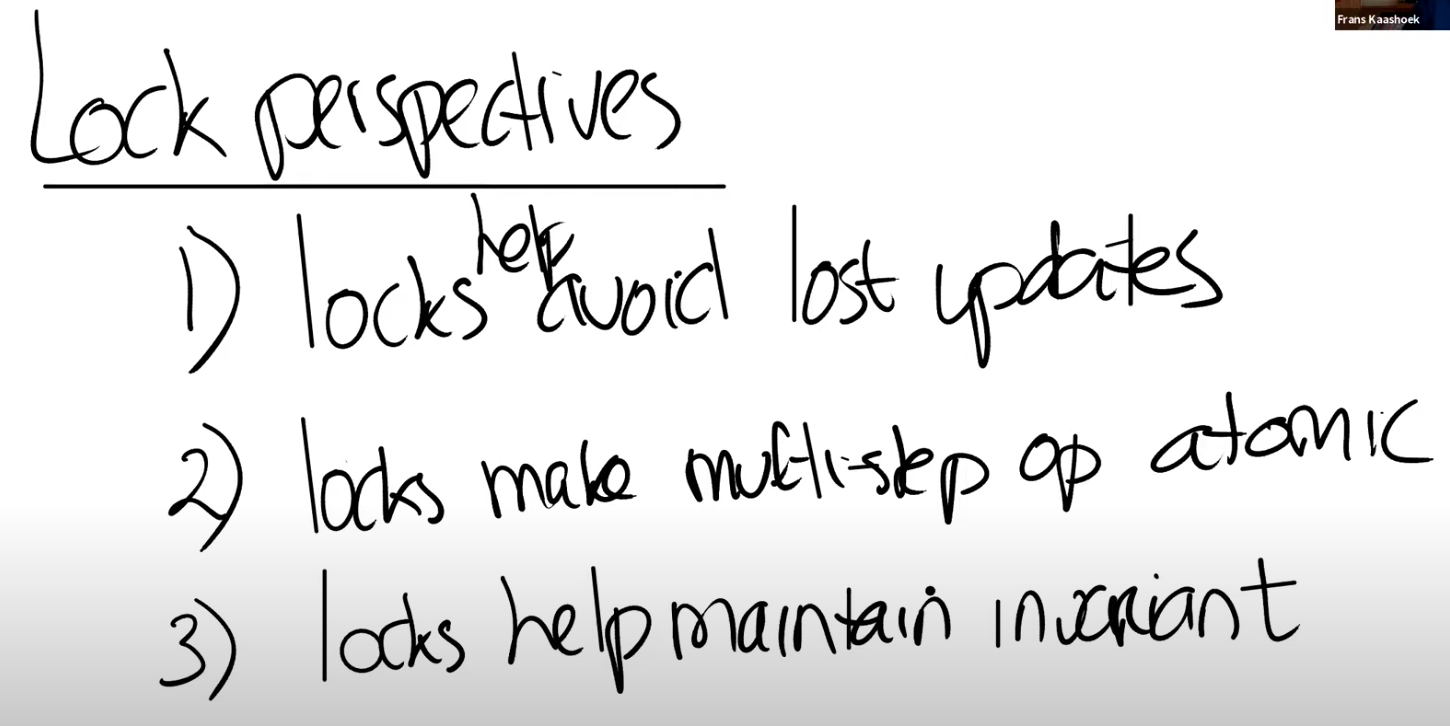 Frans Kaashoek
Lock perspectives
1) locks help avoid lost updates
2) locks make multi-step op atomic
3) locks help maintain invariant